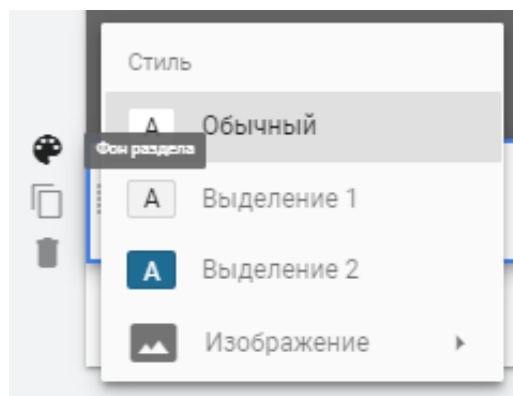 Стиль
А Обычный
Фон раздела
А Выделение 1
А Выделение 2
Изображение